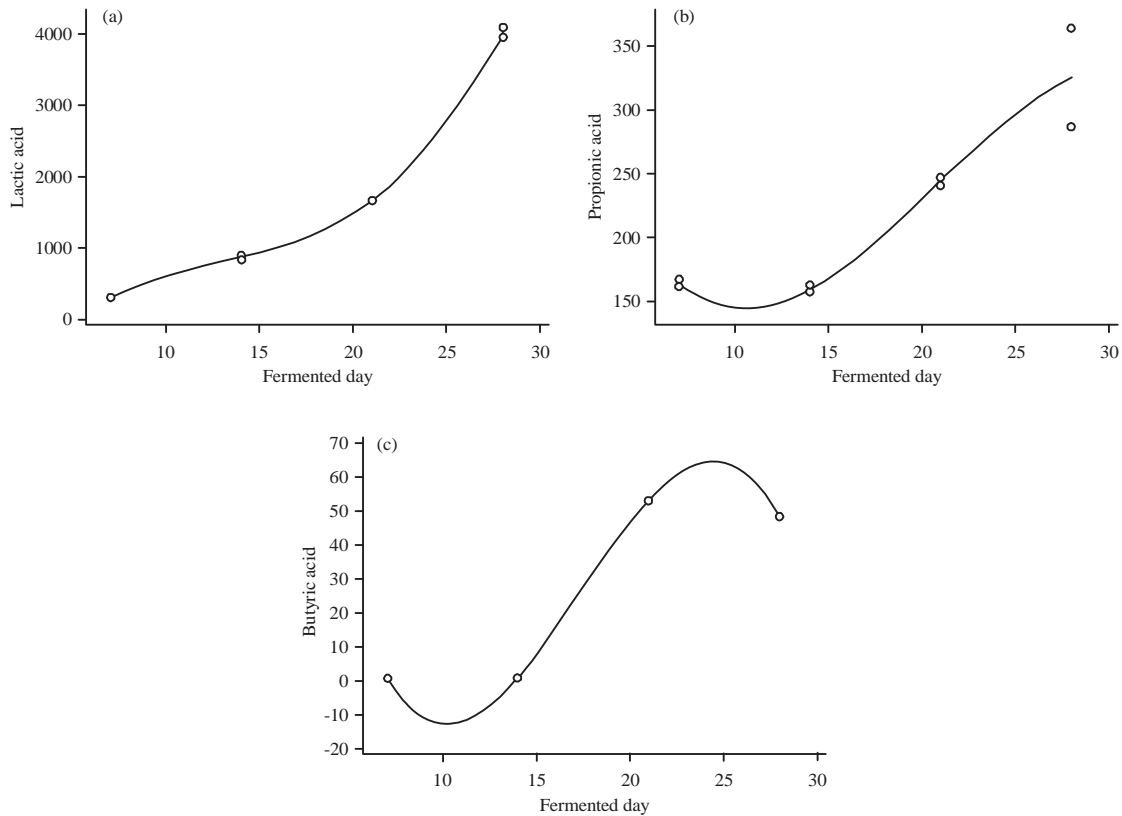 (a)
Lactic acid
4000
3000
2000
1000
0
10 15 20 25 30
Fermented day
(b)
Propionic acid
350
300
250
200
150
10 15 20 25 30
Fermented day
(c)
Butyric acid
70
60
50
40
30
20
10
0
-10
-20
10 15 20 25 30
Fermented day